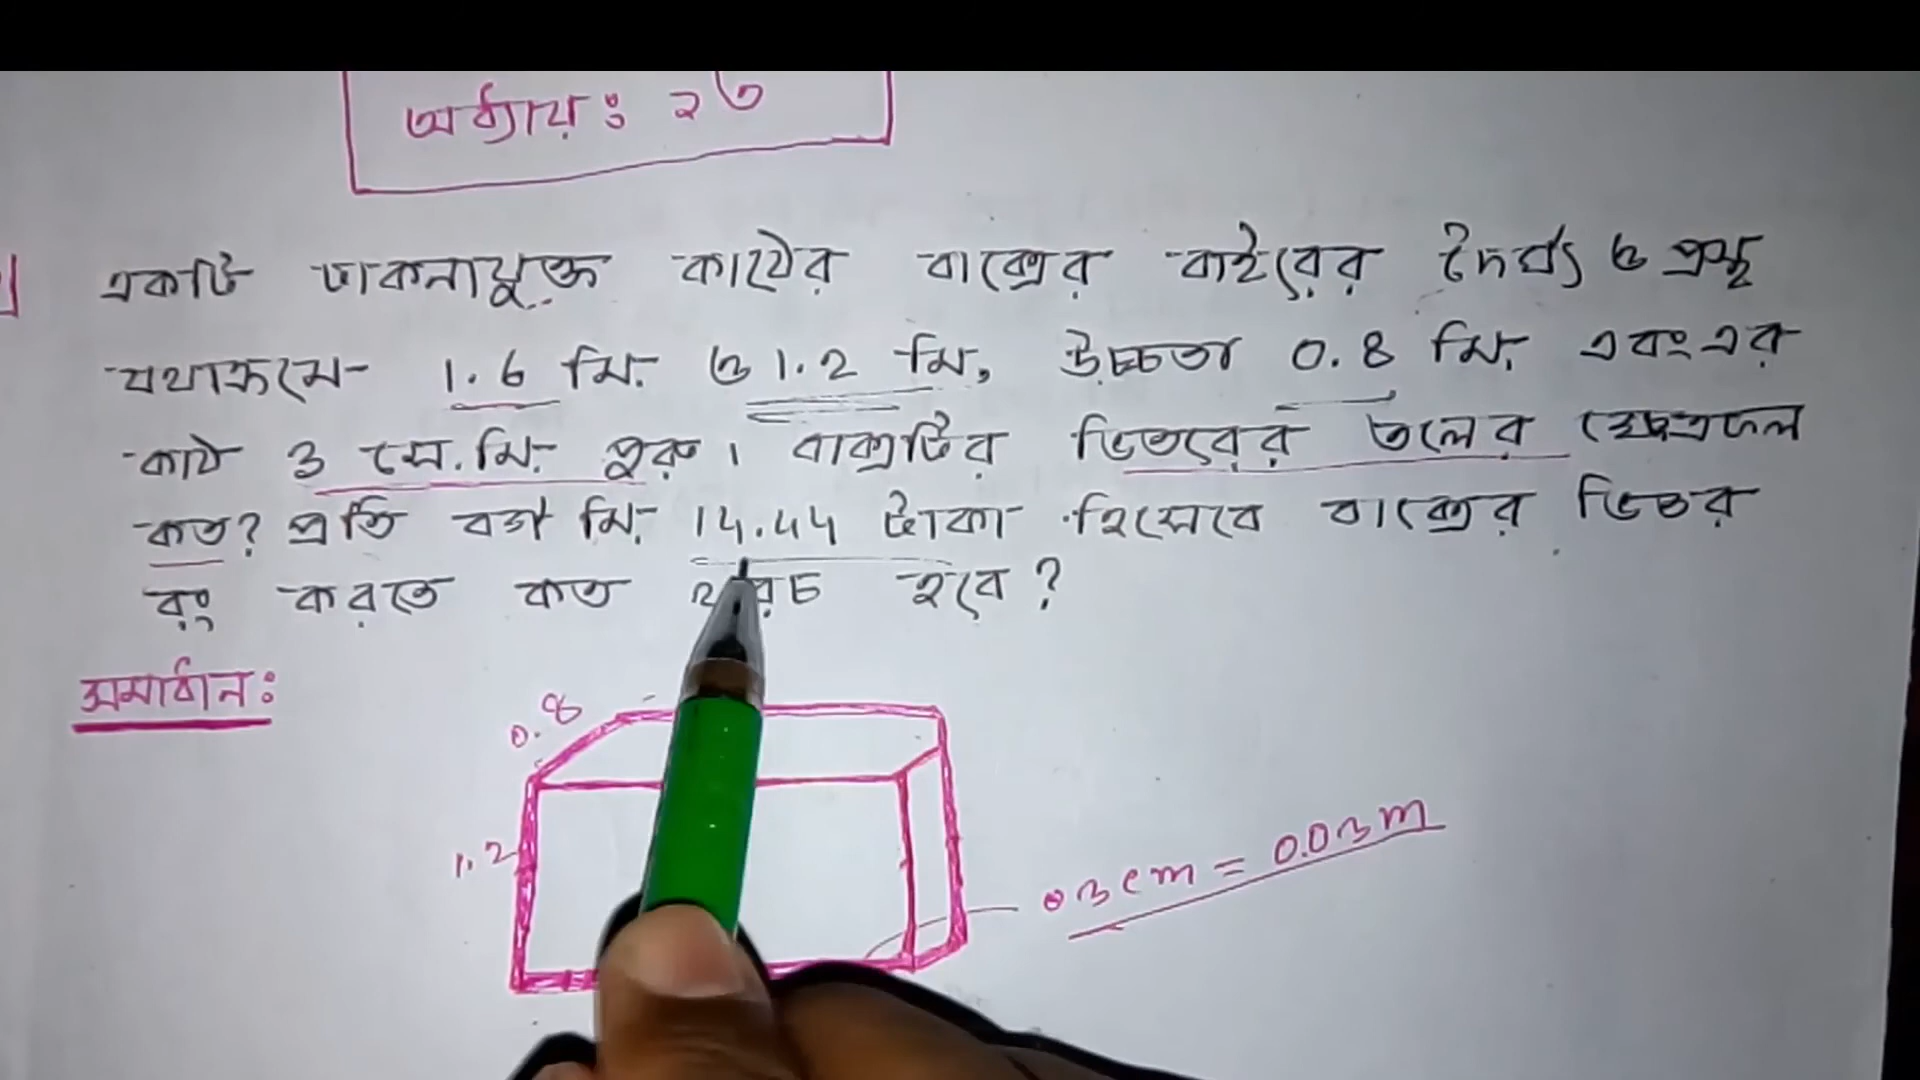 অধ্যায়ঃ ২৩
একটি ঢাকনাযুক্ত কাঠের বাক্সের বাইরের দৈর্ঘ্য ও প্রস্থ
যথাক্রমে 1.6 মি. ও 1.2 মি, উচ্চতা 0.8 মি. এবং এর
কাঠ 3 সে.মি. পুরু। বাক্সটির ভিতরের তলের ক্ষেত্রফল
কত? প্রতি বর্গ মি. 14.44 টাকা হিসেবে বাক্সের ভিতর
রং করতে কত খরচ হবে?
সমাধান:
0.8
1.2
03cm = 0.03m